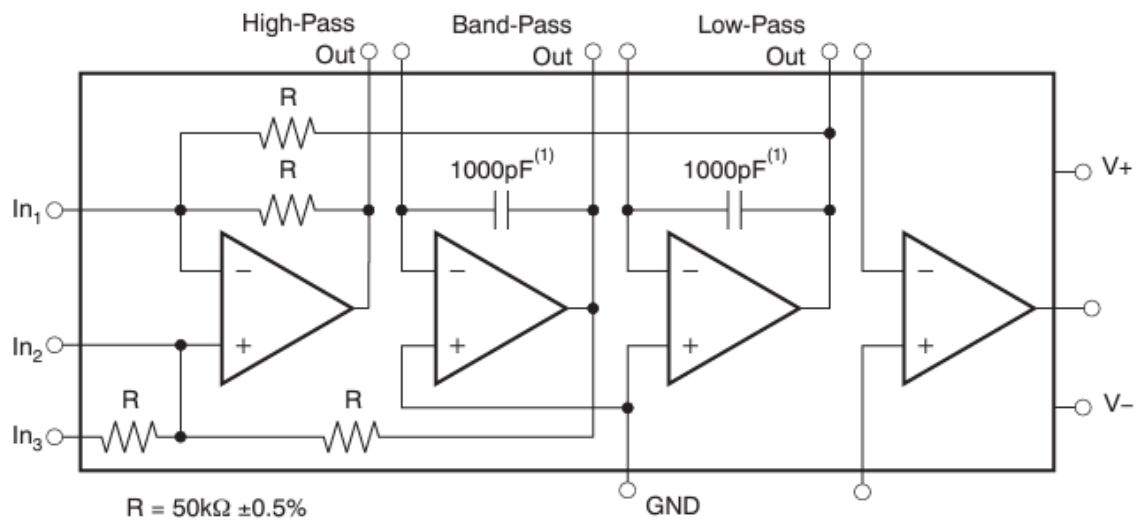 High-Pass
Out
Band-Pass
Out
Low-Pass
Out
R
R
1000pF(1)
1000pF(1)
V+
In1
−
−
−
−
In2
+
+
+
+
R
R
V−
In3
GND
R = 50kΩ ±0.5%